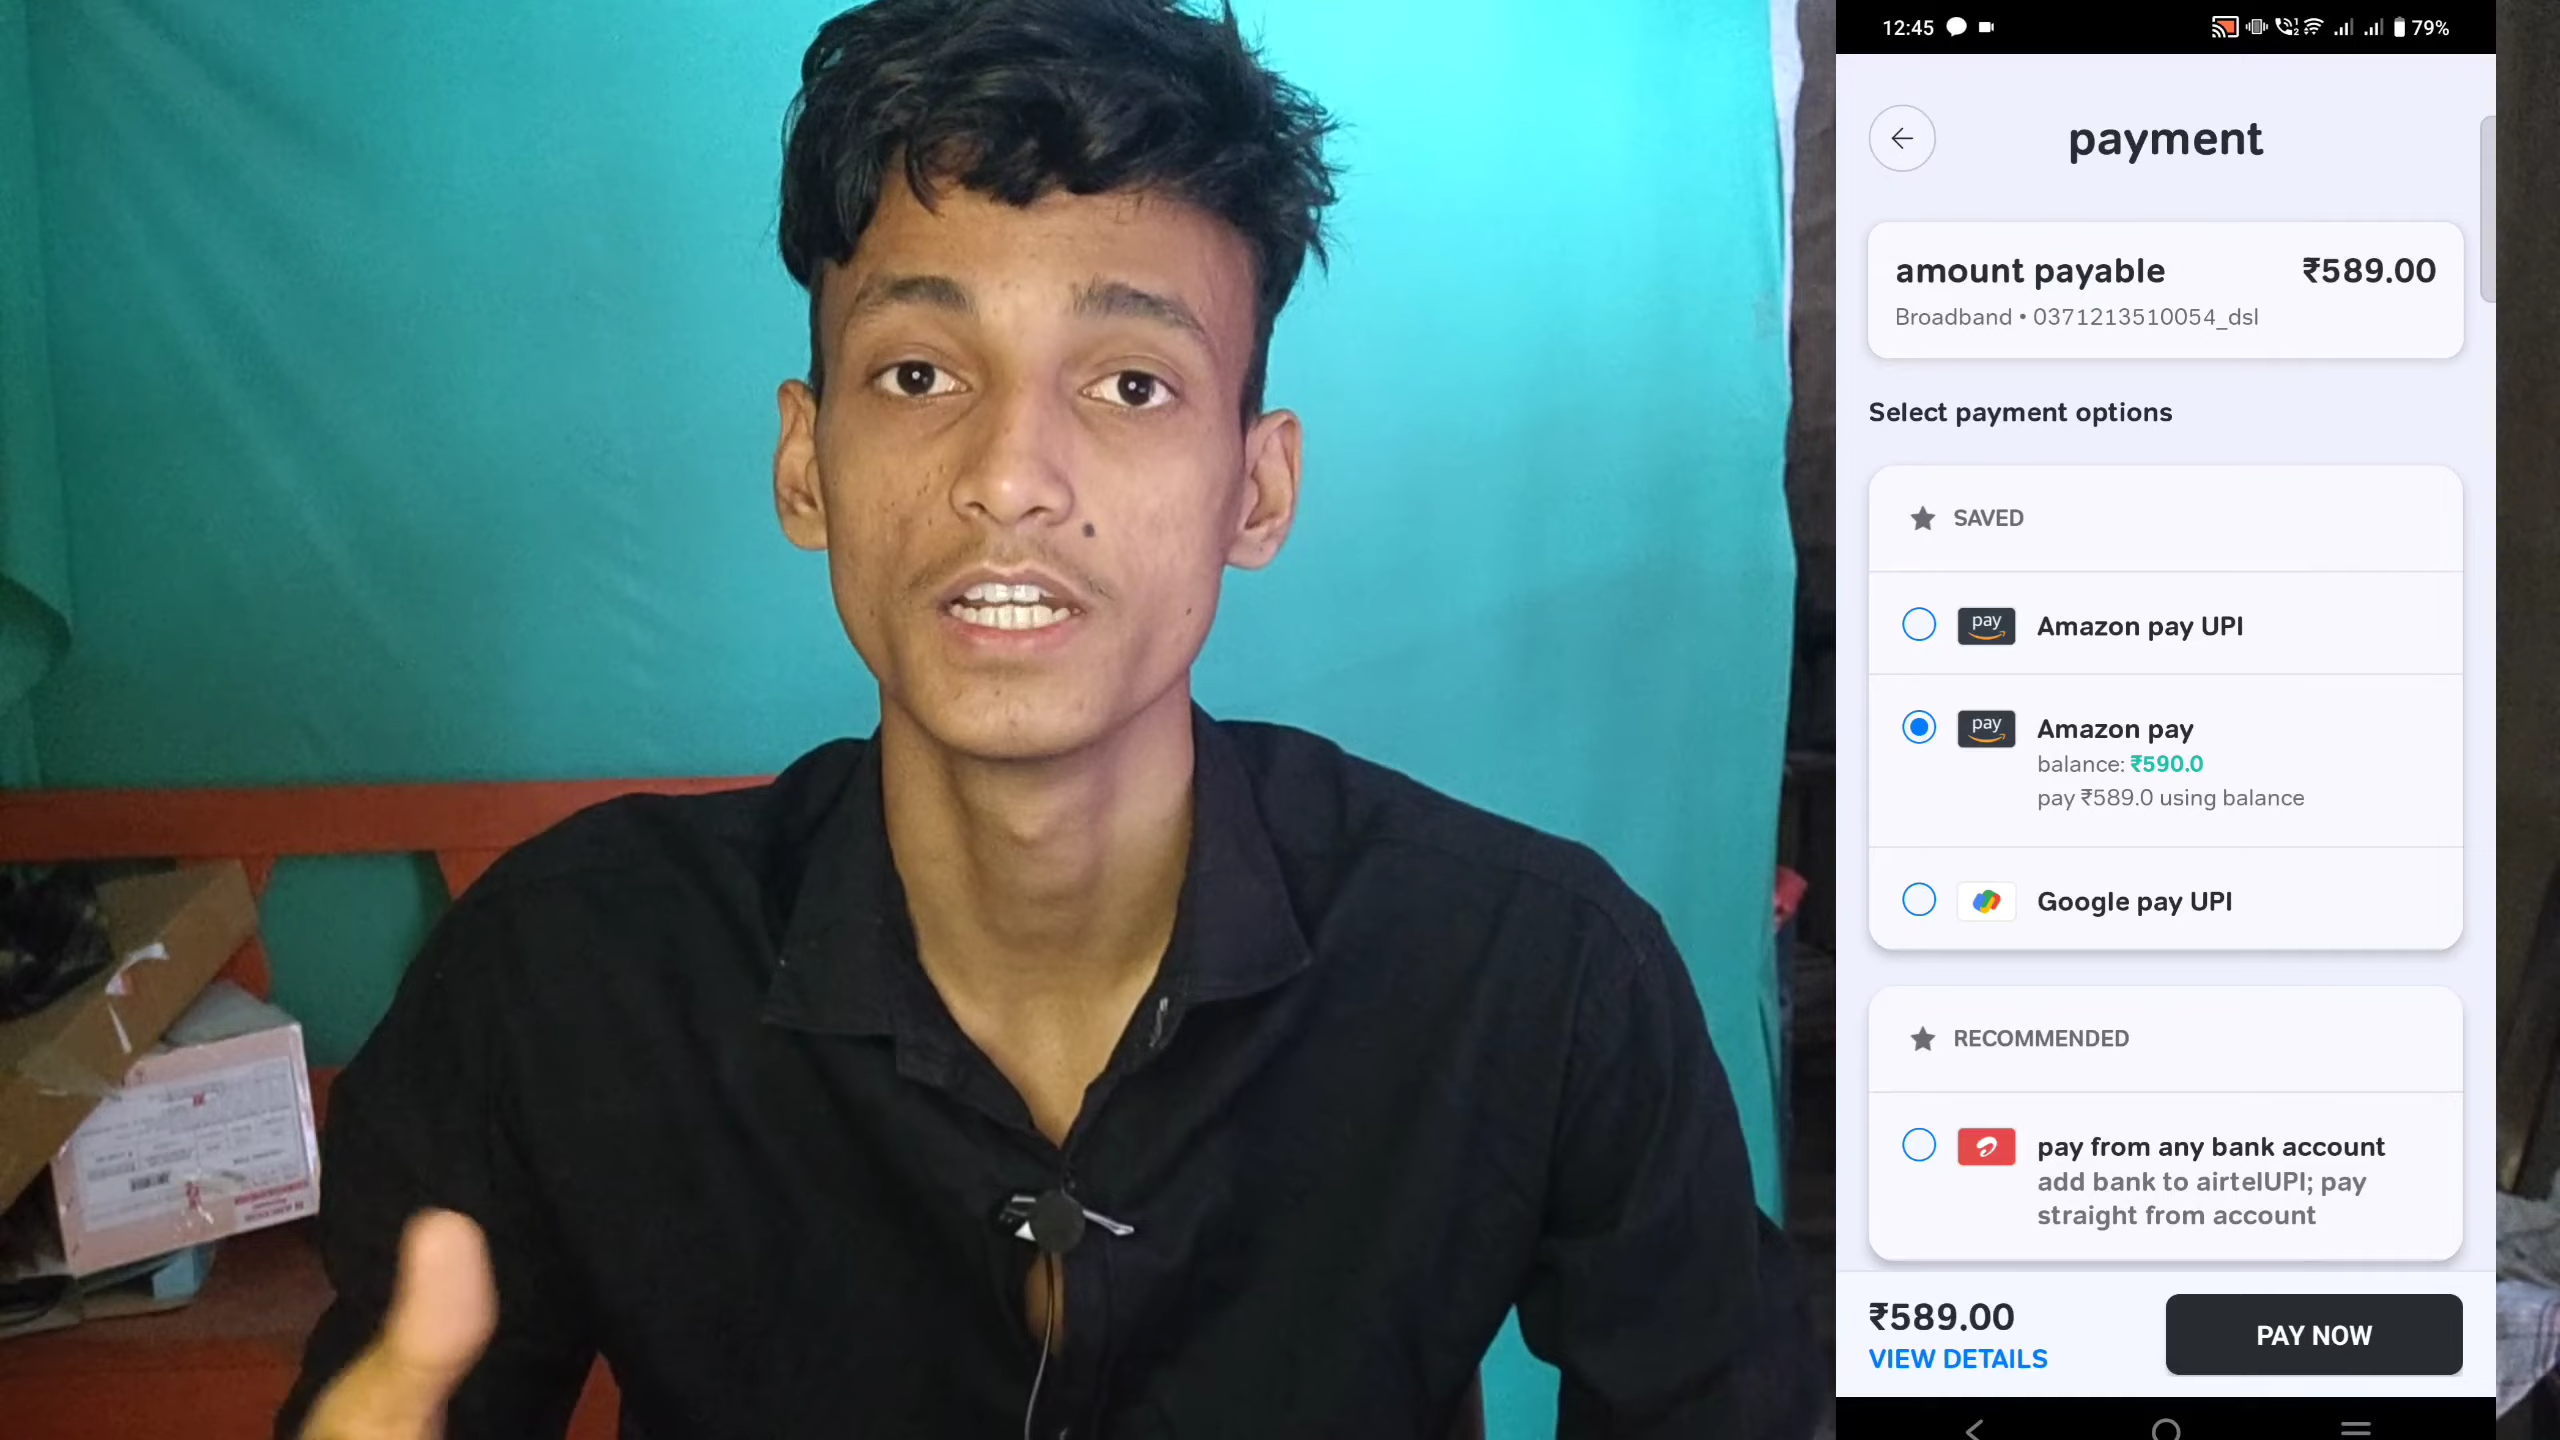 12:45
79%
payment
amount payable ₹589.00
Broadband • 0371213510054_dsl
Select payment options
SAVED
pay
Amazon pay UPI
pay
Amazon pay
balance: ₹590.0
pay ₹589.0 using balance
Google pay UPI
RECOMMENDED
pay from any bank account
add bank to airtelUPI; pay
straight from account
₹589.00
VIEW DETAILS
PAY NOW